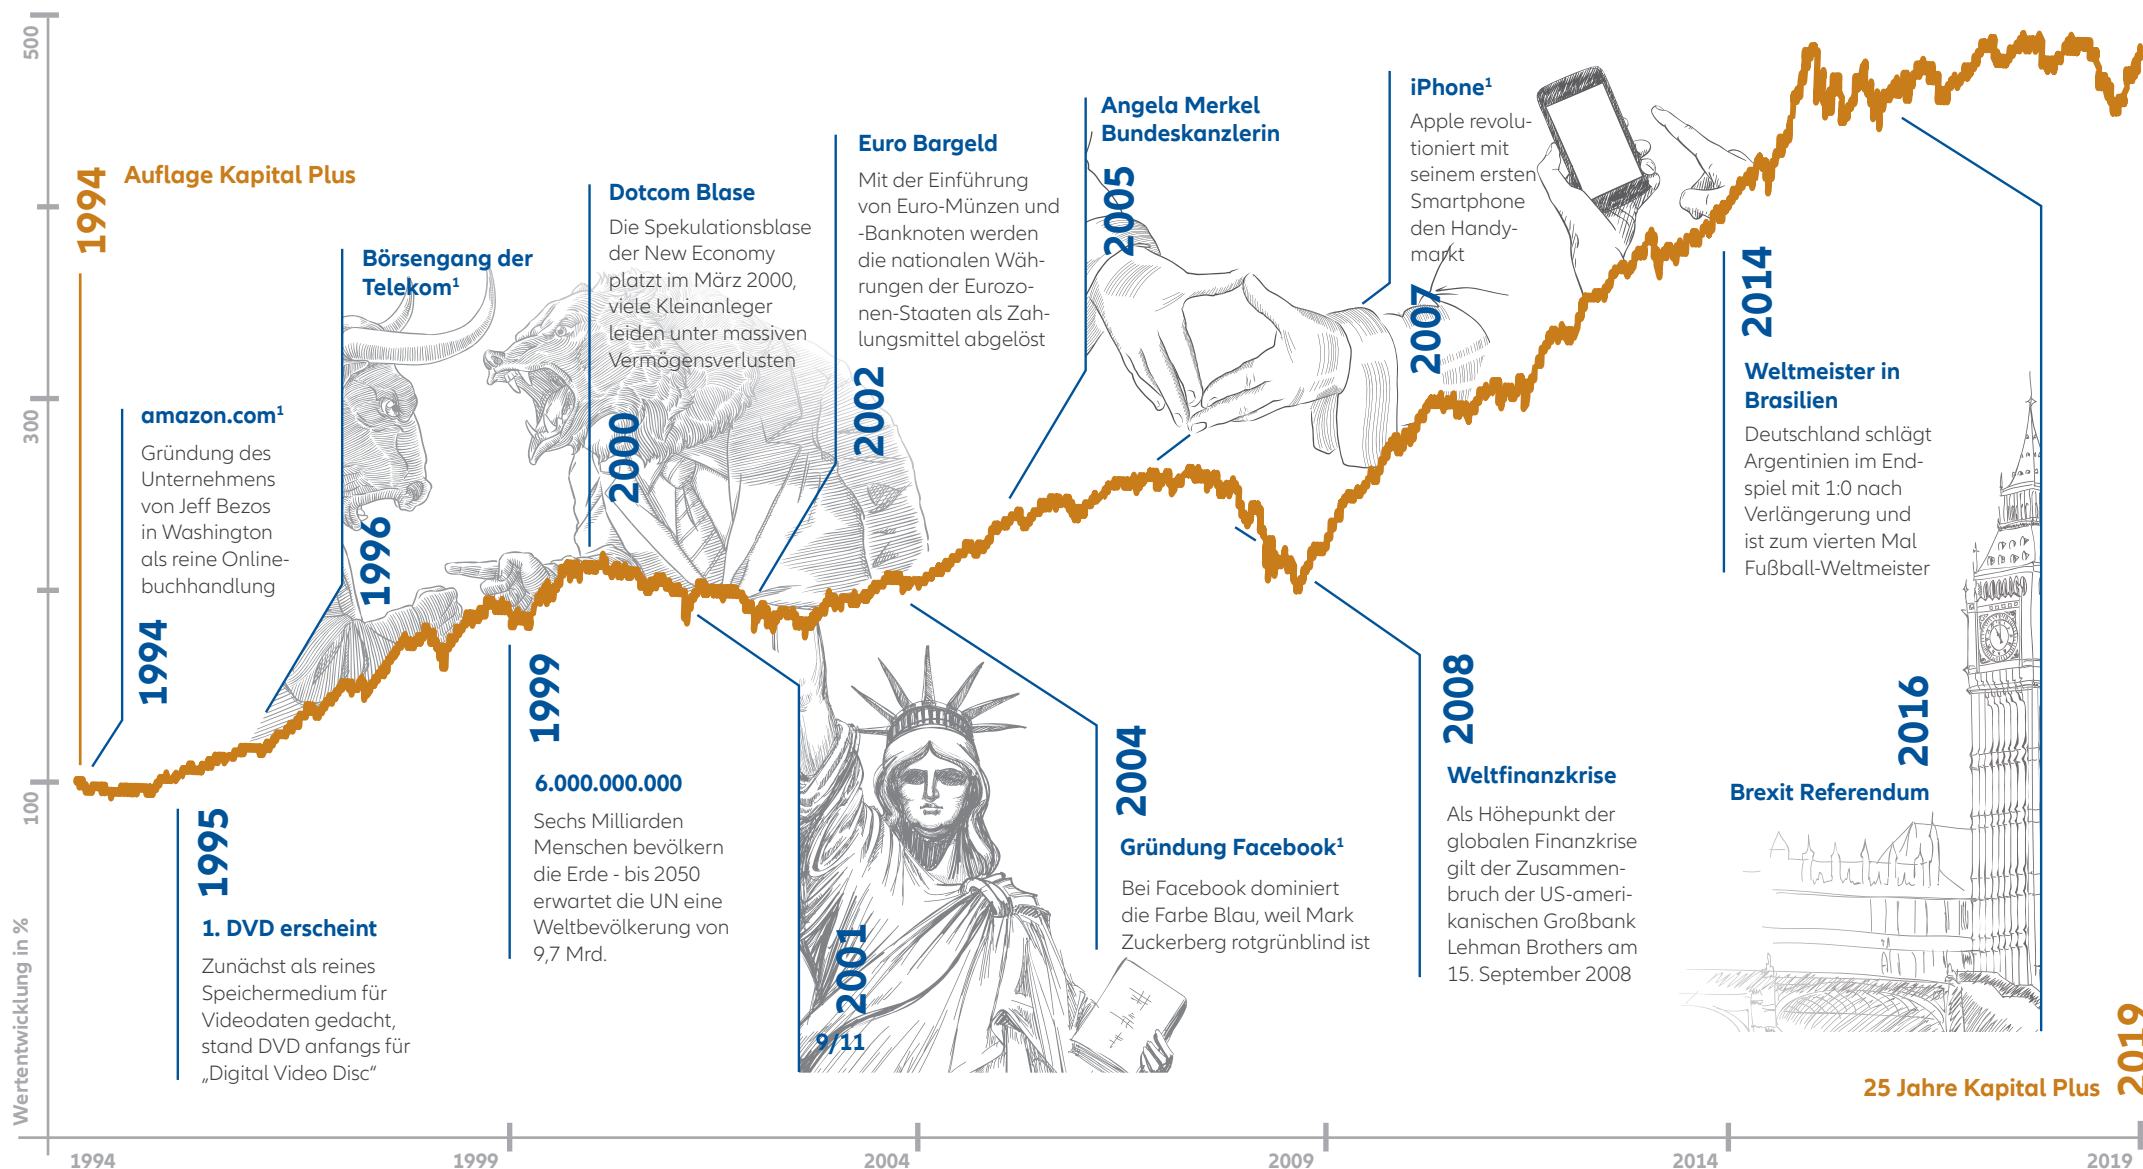 500
300
100
Wertentwicklung in %
1994
Auflage Kapital Plus
amazon.com¹
Gründung des
Unternehmens
von Jeff Bezos
in Washington
als reine Online-
buchhandlung
1994
1995
1. DVD erscheint
Zunächst als reines
Speichermedium für
Videodaten gedacht,
stand DVD anfangs für
„Digital Video Disc“
Börsengang der
Telekom¹
1996
1999
6.000.000.000
Sechs Milliarden
Menschen bevölkern
die Erde - bis 2050
erwartet die UN eine
Weltbevölkerung von
9,7 Mrd.
Dotcom Blase
Die Spekulationsblase
der New Economy
platzt im März 2000,
viele Kleinanleger
leiden unter massiven
Vermögensverlusten
2000
2001
9/11
Euro Bargeld
Mit der Einführung
von Euro-Münzen und
-Banknoten werden
die nationalen Wäh-
rungen der Eurozo-
nen-Staaten als Zah-
lungsmittel abgelöst
2002
2004
Gründung Facebook¹
Bei Facebook dominiert
die Farbe Blau, weil Mark
Zuckerberg rotgrünblind ist
Angela Merkel
Bundeskanzlerin
2005
iPhone¹
Apple revolu-
tioniert mit
seinem ersten
Smartphone
den Handy-
markt
2007
2008
Weltfinanzkrise
Als Höhepunkt der
globalen Finanzkrise
gilt der Zusammen-
bruch der US-ameri-
kanischen Großbank
Lehman Brothers am
15. September 2008
2014
Weltmeister in
Brasilien
Deutschland schlägt
Argentinien im End-
spiel mit 1:0 nach
Verlängerung und
ist zum vierten Mal
Fußball-Weltmeister
2016
Brexit Referendum
2019
25 Jahre Kapital Plus
1994
1999
2004
2009
2014
2019